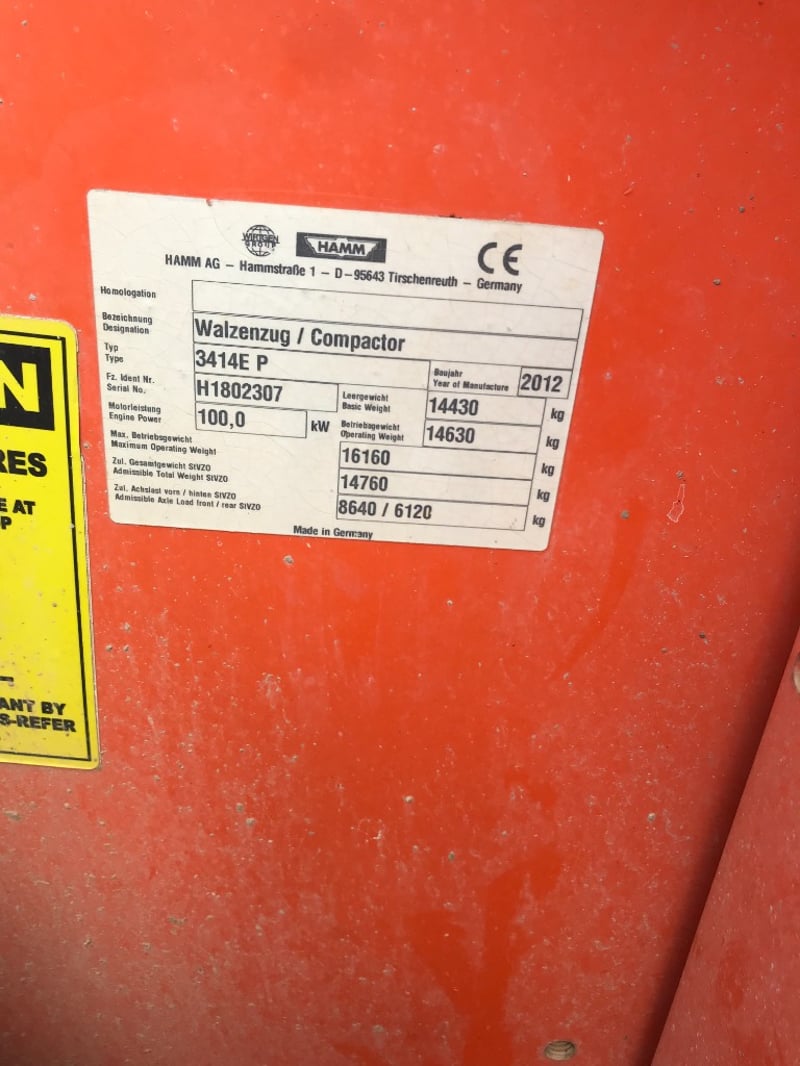 WIRTGEN
GROUP
HAMM
CE
HAMM AG – Hammstraße 1 – D-95643 Tirschenreuth – Germany
Homologation
Bezeichnung
Designation
Walzenzug / Compactor
Typ
Type
3414E P
Baujahr
Year of Manufacture
2012
Fz. Ident Nr.
Serial No.
H1802307
Leergewicht
Basic Weight
14430
kg
Motorleistung
Engine Power
100,0
kW
Betriebsgewicht
Operating Weight
14630
kg
Max. Betriebsgewicht
Maximum Operating Weight
16160
kg
Zul. Gesamtgewicht StVZO
Admissible Total Weight StVZO
14760
kg
Zul. Achslast vorn / hinten StVZO
Admissible Axle Load front / rear StVZO
8640 / 6120
kg
Made in Germany
N
RES
E AT
P
ANT BY
S-REFER